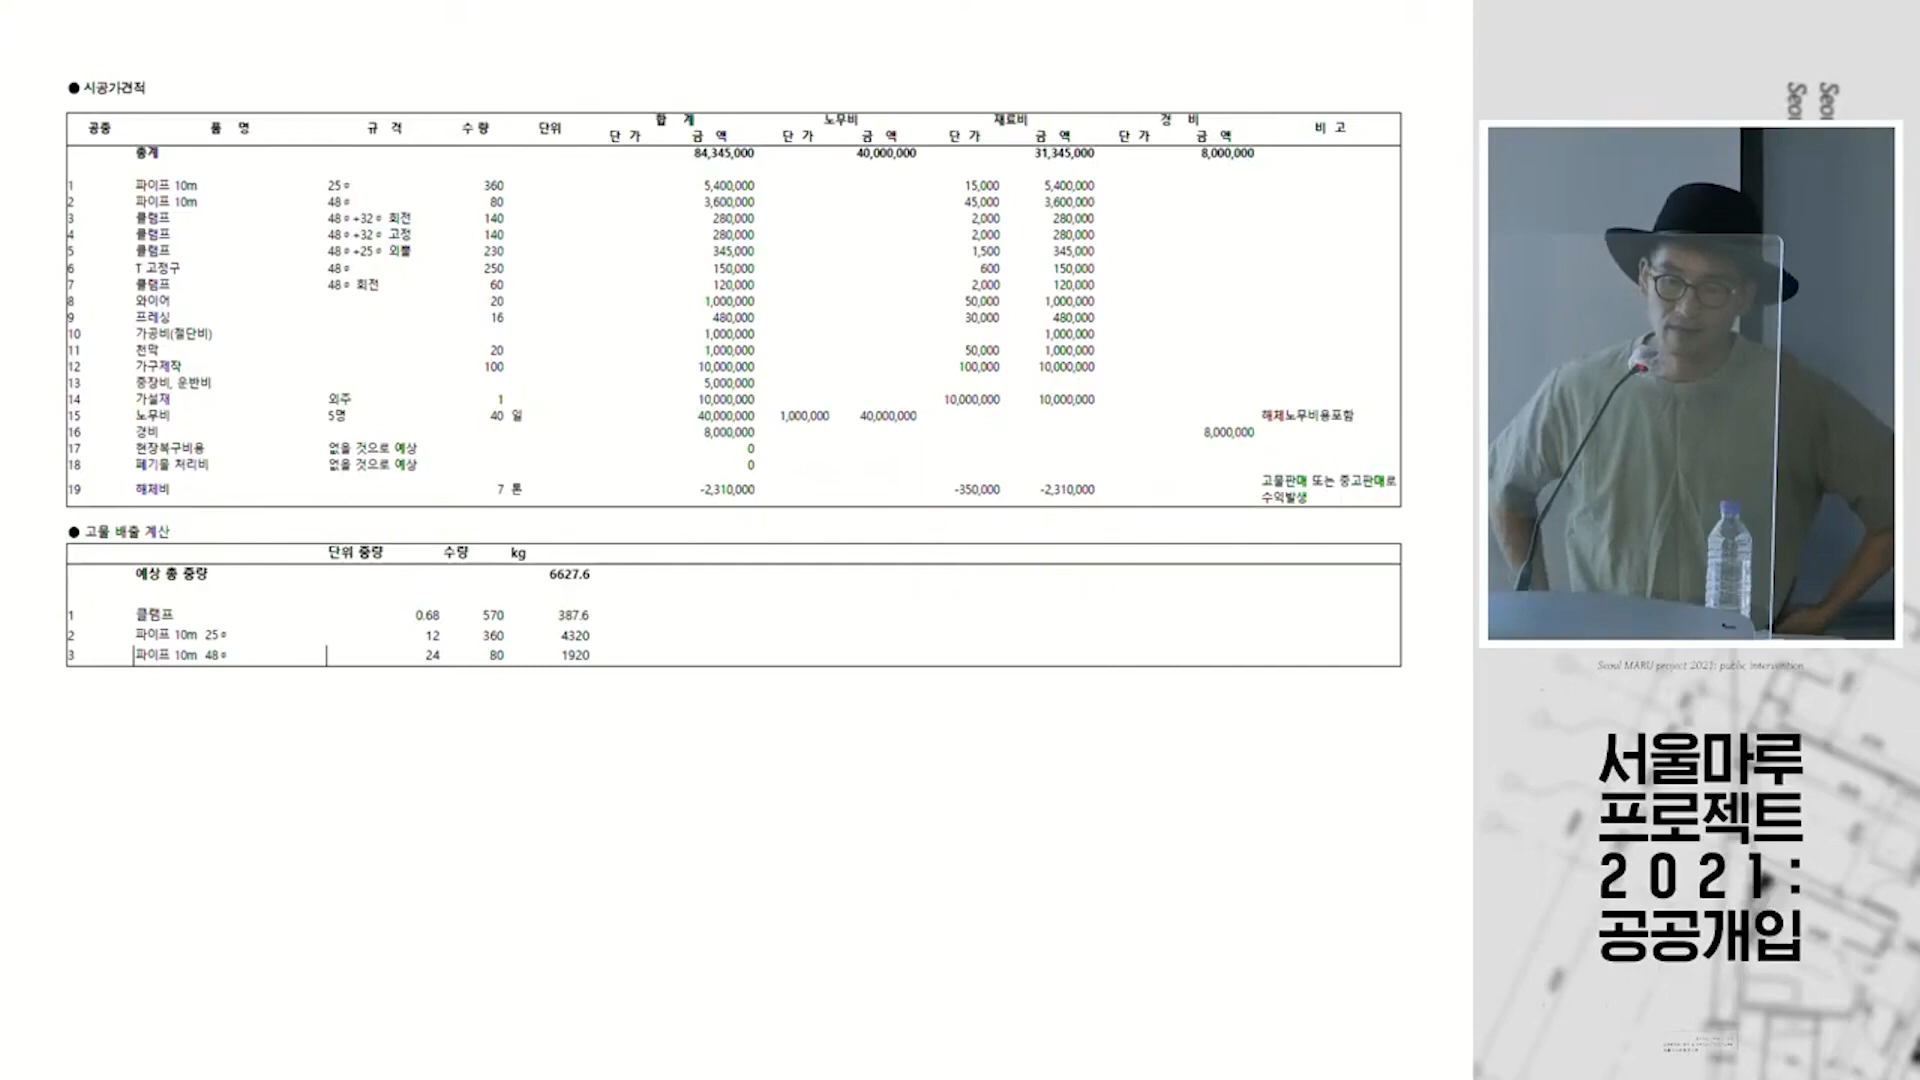 ● 시공가견적
공종 품 명 규 격 수 량 단위 합 계 노무비 재료비 경 비 비 고
단 가 금 액 단 가 금 액 단 가 금 액 단 가 금 액
총계 84,345,000 40,000,000 31,345,000 8,000,000
1 파이프 10m 25ø 360 5,400,000 15,000 5,400,000
2 파이프 10m 48ø 80 3,600,000 45,000 3,600,000
3 클램프 48ø+32ø 회전 140 280,000 2,000 280,000
4 클램프 48ø+32ø 고정 140 280,000 2,000 280,000
5 클램프 48ø+25ø 외뿔 230 345,000 1,500 345,000
6 T 고정구 48ø 250 150,000 600 150,000
7 클램프 48ø 회전 60 120,000 2,000 120,000
8 와이어 20 1,000,000 50,000 1,000,000
9 프레싱 16 480,000 30,000 480,000
10 가공비(절단비) 1,000,000 1,000,000
11 천막 20 1,000,000 50,000 1,000,000
12 가구제작 100 10,000,000 100,000 10,000,000
13 중장비, 운반비 5,000,000
14 가설재 외주 1 10,000,000 10,000,000 10,000,000
15 노무비 5명 40 일 40,000,000 1,000,000 40,000,000 해체노무비용포함
16 경비 8,000,000 8,000,000
17 현장복구비용 없을 것으로 예상 0
18 폐기물 처리비 없을 것으로 예상 0
19 해체비 7 톤 -2,310,000 -350,000 -2,310,000 고물판매 또는 중고판매로
수익발생
● 고물 배출 계산
단위 중량 수량 kg
예상 총 중량 6627.6
1 클램프 0.68 570 387.6
2 파이프 10m 25ø 12 360 4320
3 파이프 10m 48ø 24 80 1920
Seoul MARU project 2021: public intervention
서울마루
프로젝트
2021:
공공개입